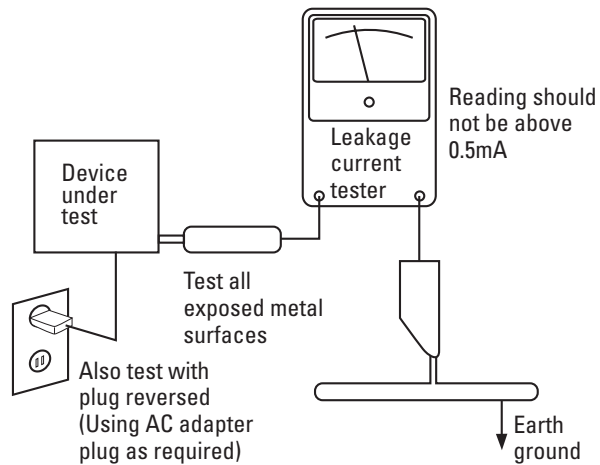 Device
under
test
Leakage
current
tester
Reading should
not be above
0.5mA
Test all
exposed metal
surfaces
Also test with
plug reversed
(Using AC adapter
plug as required)
Earth
ground